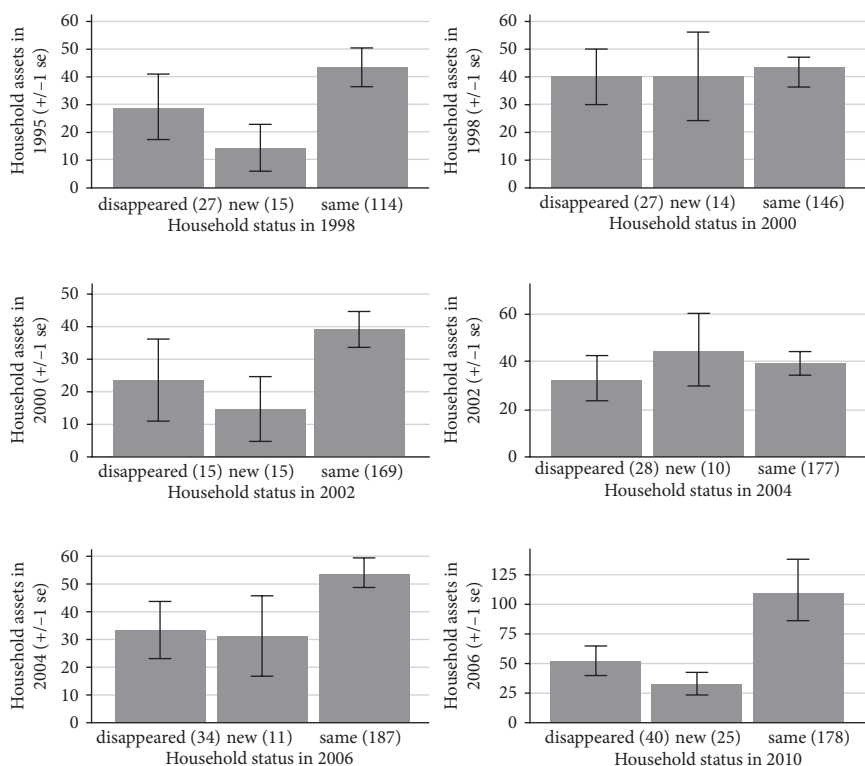 Household assets in
1995 (+/−1 se)
60
50
40
30
20
10
0
disappeared (27) new (15) same (114)
Household status in 1998
Household assets in
1998 (+/−1 se)
60
50
40
30
20
10
0
disappeared (27) new (14) same (146)
Household status in 2000
Household assets in
2000 (+/−1 se)
50
40
30
20
10
0
disappeared (15) new (15) same (169)
Household status in 2002
Household assets in
2002 (+/−1 se)
60
40
20
0
disappeared (28) new (10) same (177)
Household status in 2004
Household assets in
2004 (+/−1 se)
60
50
40
30
20
10
0
disappeared (34) new (11) same (187)
Household status in 2006
Household assets in
2006 (+/−1 se)
125
100
75
50
25
0
disappeared (40) new (25) same (178)
Household status in 2010